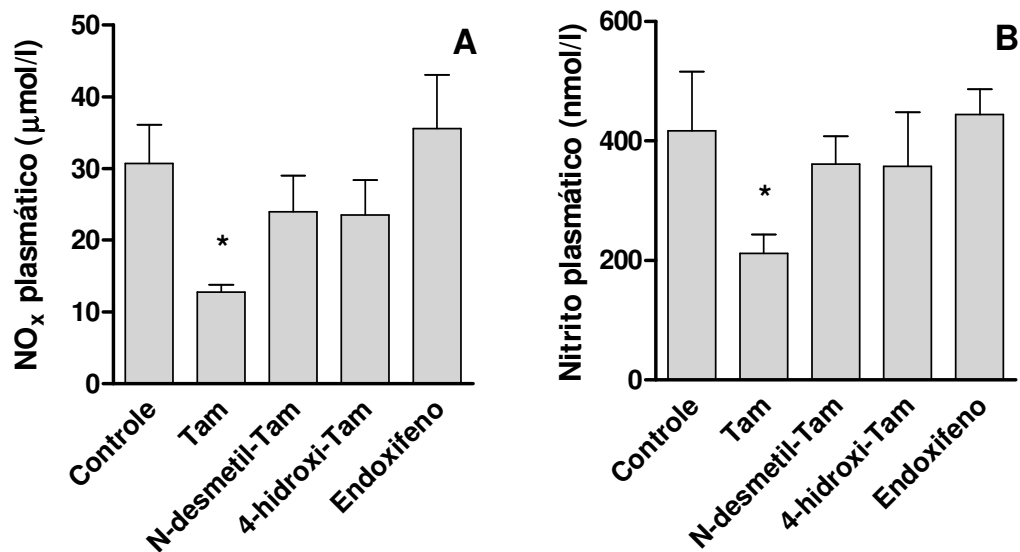 A
NOx plasmático (µmol/l)
50
40
30
20
10
0
*
Controle
Tam
N-desmetil-Tam
4-hidroxi-Tam
Endoxifeno
B
Nitrito plasmático (nmol/l)
600
400
200
0
*
Controle
Tam
N-desmetil-Tam
4-hidroxi-Tam
Endoxifeno